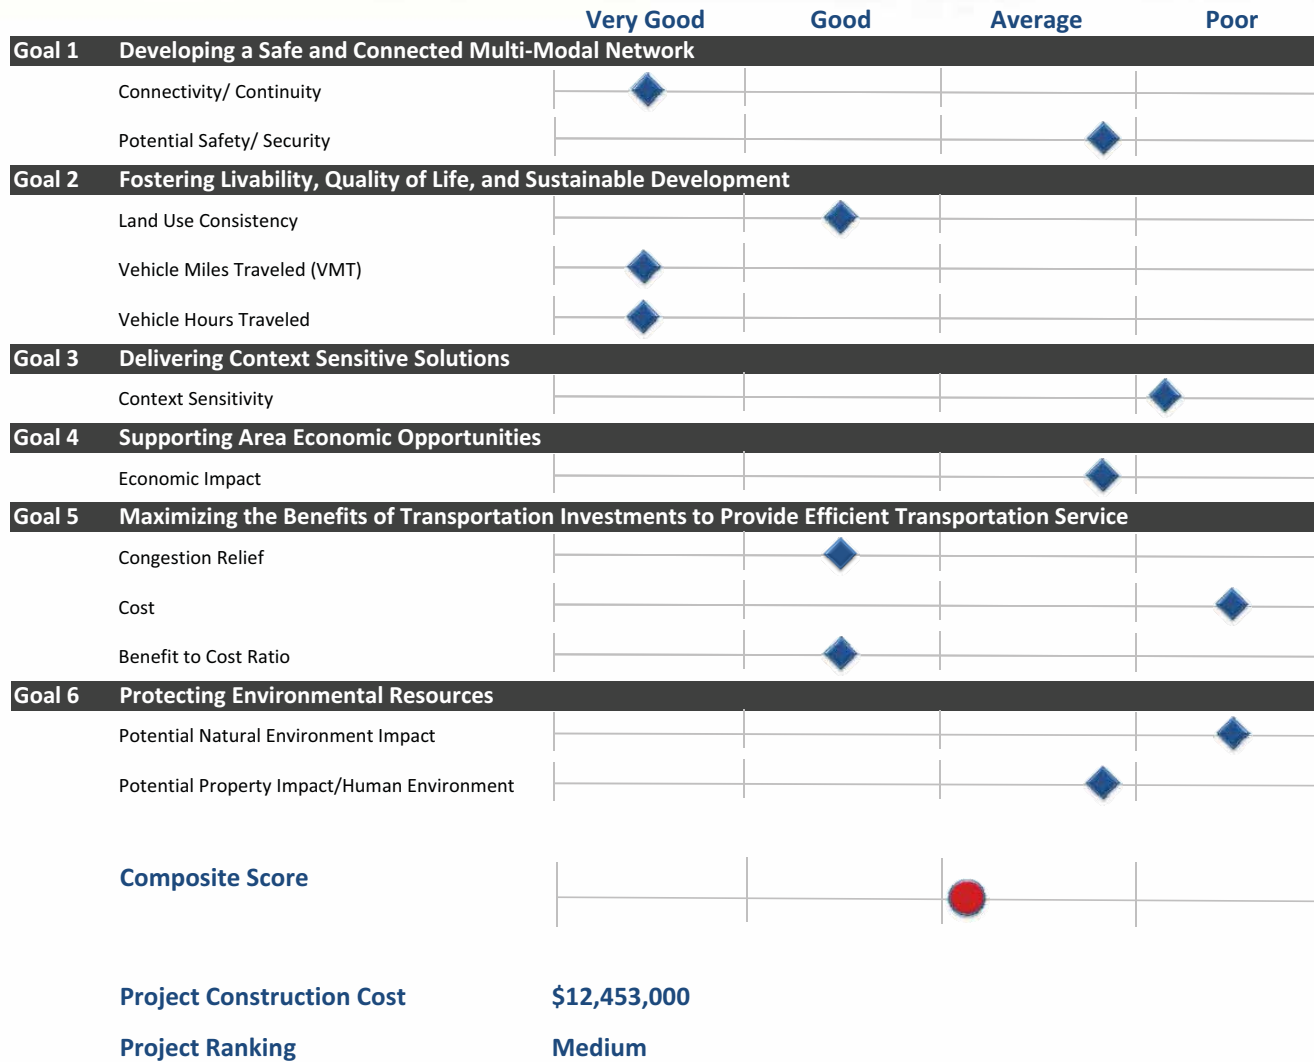 Very Good Good Average Poor
Goal 1 Developing a Safe and Connected Multi-Modal Network
Connectivity/ Continuity
Potential Safety/ Security
Goal 2 Fostering Livability, Quality of Life, and Sustainable Development
Land Use Consistency
Vehicle Miles Traveled (VMT)
Vehicle Hours Traveled
Goal 3 Delivering Context Sensitive Solutions
Context Sensitivity
Goal 4 Supporting Area Economic Opportunities
Economic Impact
Goal 5 Maximizing the Benefits of Transportation Investments to Provide Efficient Transportation Service
Congestion Relief
Cost
Benefit to Cost Ratio
Goal 6 Protecting Environmental Resources
Potential Natural Environment Impact
Potential Property Impact/Human Environment
Composite Score
Project Construction Cost $12,453,000
Project Ranking Medium